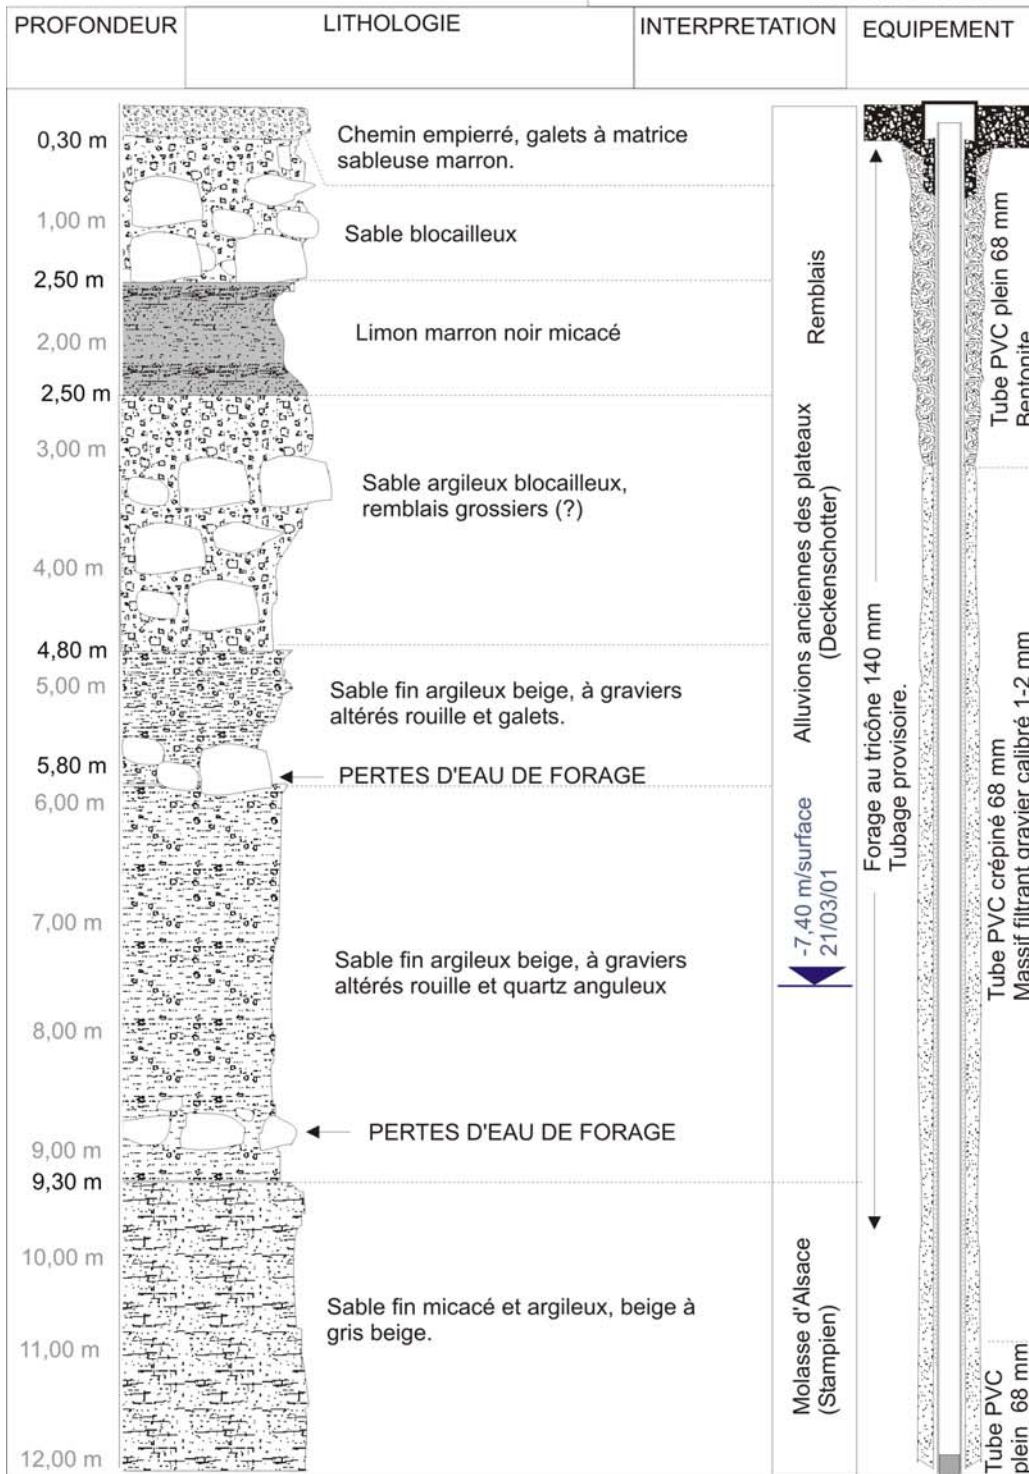 PROFONDEUR
LITHOLOGIE
INTERPRETATION
EQUIPEMENT
0,30 m
1,00 m
2,50 m
2,00 m
2,50 m
3,00 m
4,00 m
4,80 m
5,00 m
5,80 m
6,00 m
7,00 m
8,00 m
9,00 m
9,30 m
10,00 m
11,00 m
12,00 m
Chemin empierré, galets à matrice
sableuse marron.
Sable blocailleux
Limon marron noir micacé
Sable argileux blocailleux,
remblais grossiers (?)
Sable fin argileux beige, à graviers
altérés rouille et galets.
PERTES D'EAU DE FORAGE
Sable fin argileux beige, à graviers
altérés rouille et quartz anguleux
PERTES D'EAU DE FORAGE
Sable fin micacé et argileux, beige à
gris beige.
Remblais
Alluvions anciennes des plateaux
(Deckenschotter)
-7,40 m/surface
21/03/01
Molasse d'Alsace
(Stampien)
Forage au tricône 140 mm
Tubage provisoire.
Tube PVC plein 68 mm
Bentonite
Tube PVC crépiné 68 mm
Massif filtrant gravier calibré 1-2 mm
Tube PVC
plein 68 mm